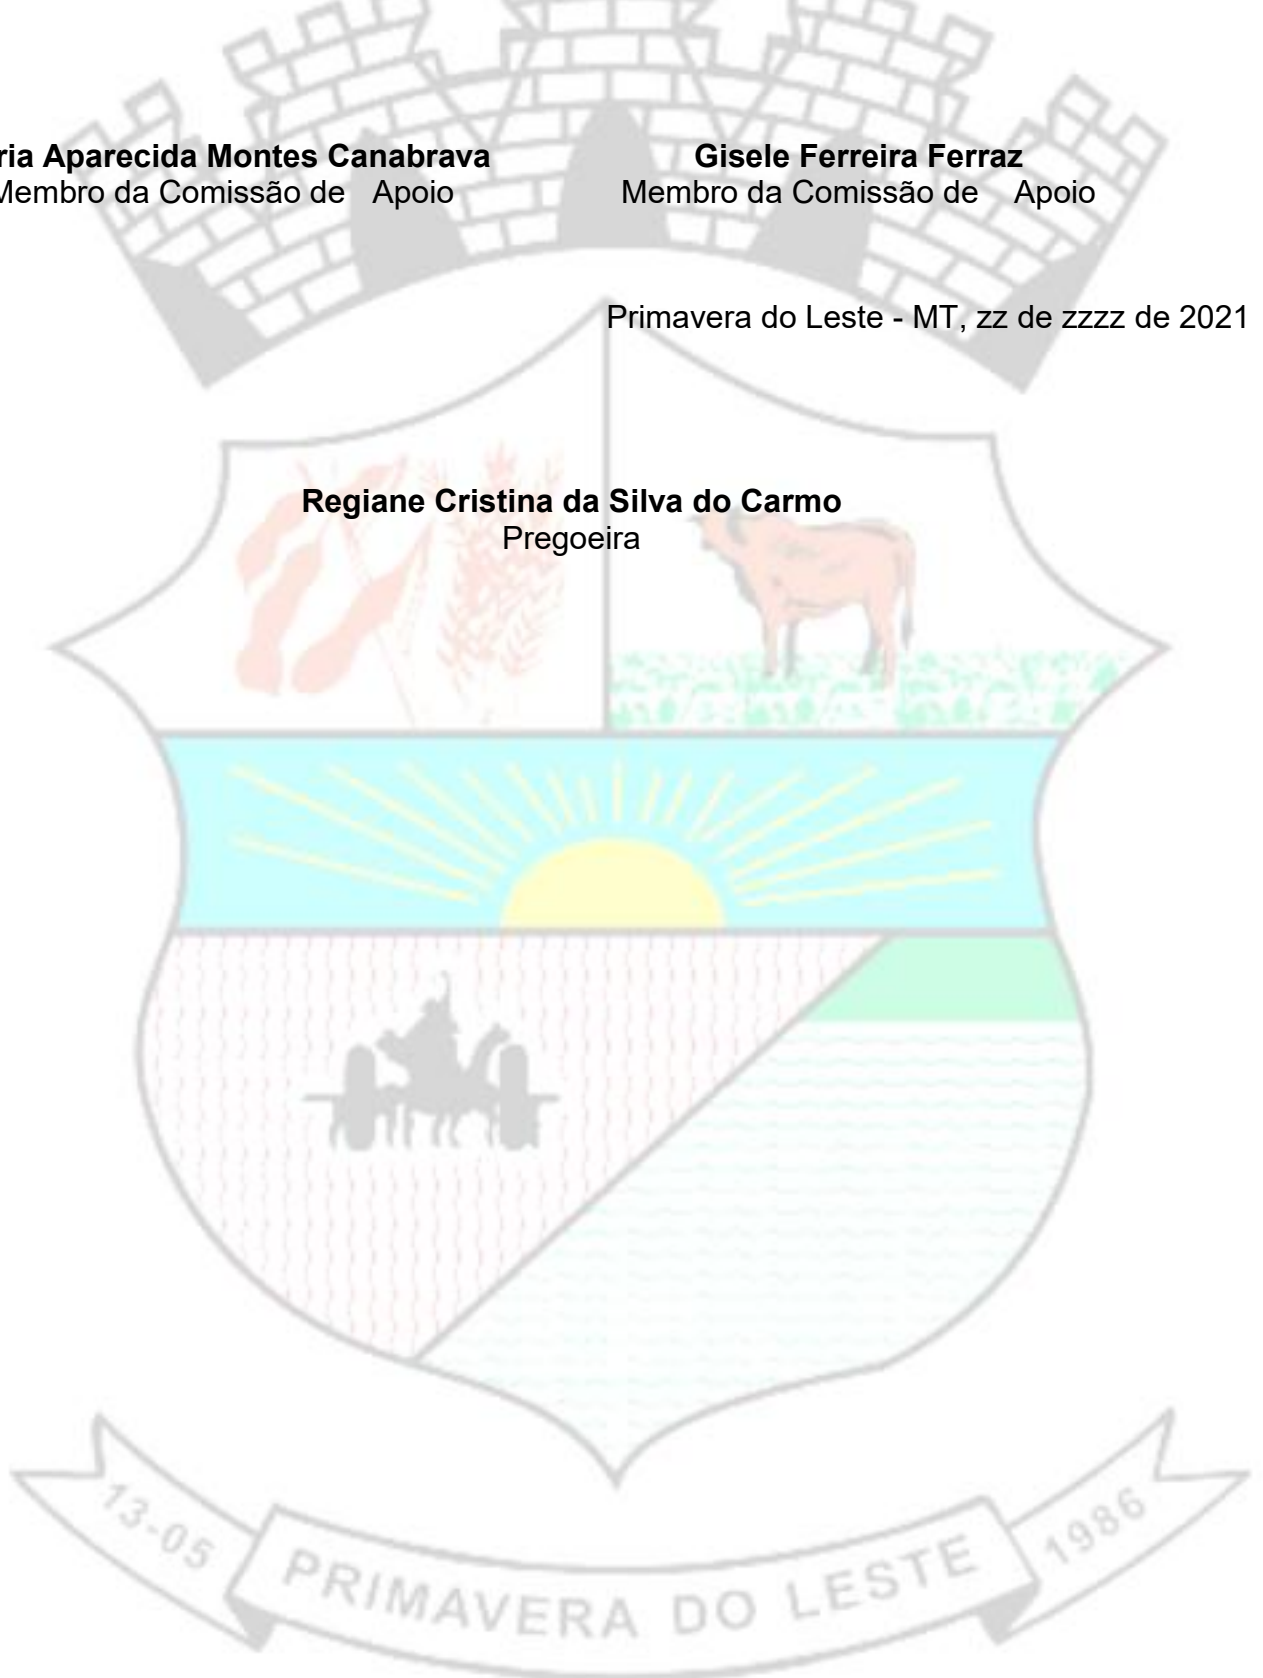 ria Aparecida Montes Canabrava
Membro da Comissão de Apoio
Gisele Ferreira Ferraz
Membro da Comissão de Apoio
Primavera do Leste - MT, zz de zzzz de 2021
Regiane Cristina da Silva do Carmo
Pregoeira
13-05
PRIMAVERA DO LESTE
1986